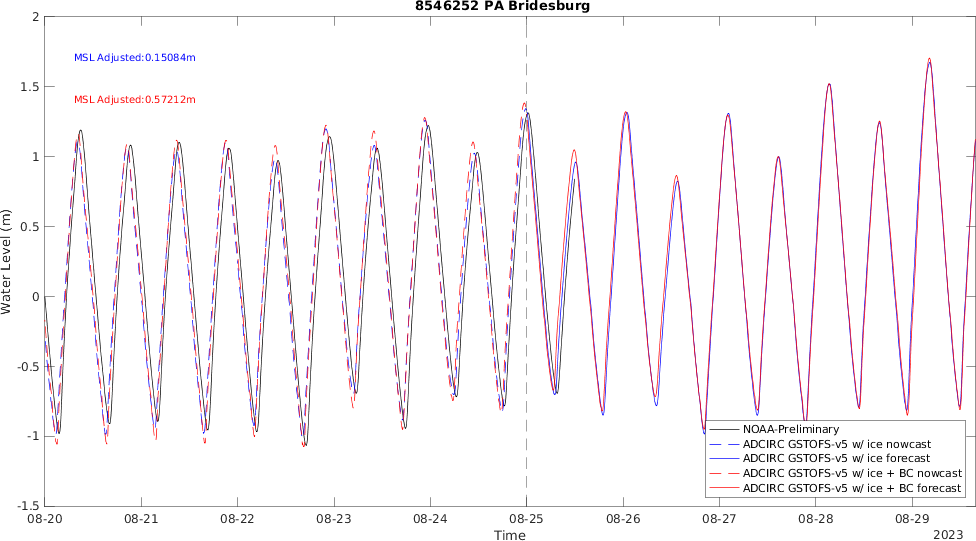 8546252 PA Bridesburg
2
MSL Adjusted:0.15084m
1.5
MSL Adjusted:0.57212m
1
0.5
Water Level (m)
0
-0.5
-1
NOAA-Preliminary
ADCIRC GSTOFS-v5 w/ ice nowcast
ADCIRC GSTOFS-v5 w/ ice forecast
ADCIRC GSTOFS-v5 w/ ice + BC nowcast
ADCIRC GSTOFS-v5 w/ ice + BC forecast
-1.5
08-20 08-21 08-22 08-23 08-24 08-25 08-26 08-27 08-28 08-29
Time
2023